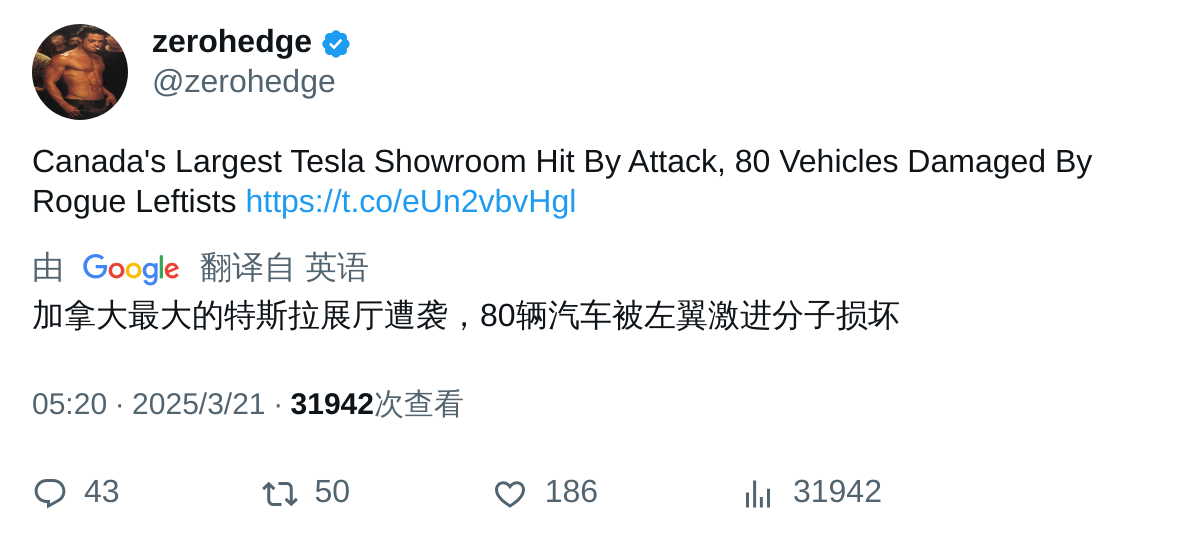 zerohedge
@zerohedge
Canada's Largest Tesla Showroom Hit By Attack, 80 Vehicles Damaged By
Rogue Leftists https://t.co/eUn2vbvHgl
由 Google 翻译自 英语
加拿大最大的特斯拉展厅遭袭，80辆汽车被左翼激进分子损坏
05:20 · 2025/3/21 · 31942次查看
43 50 186 31942